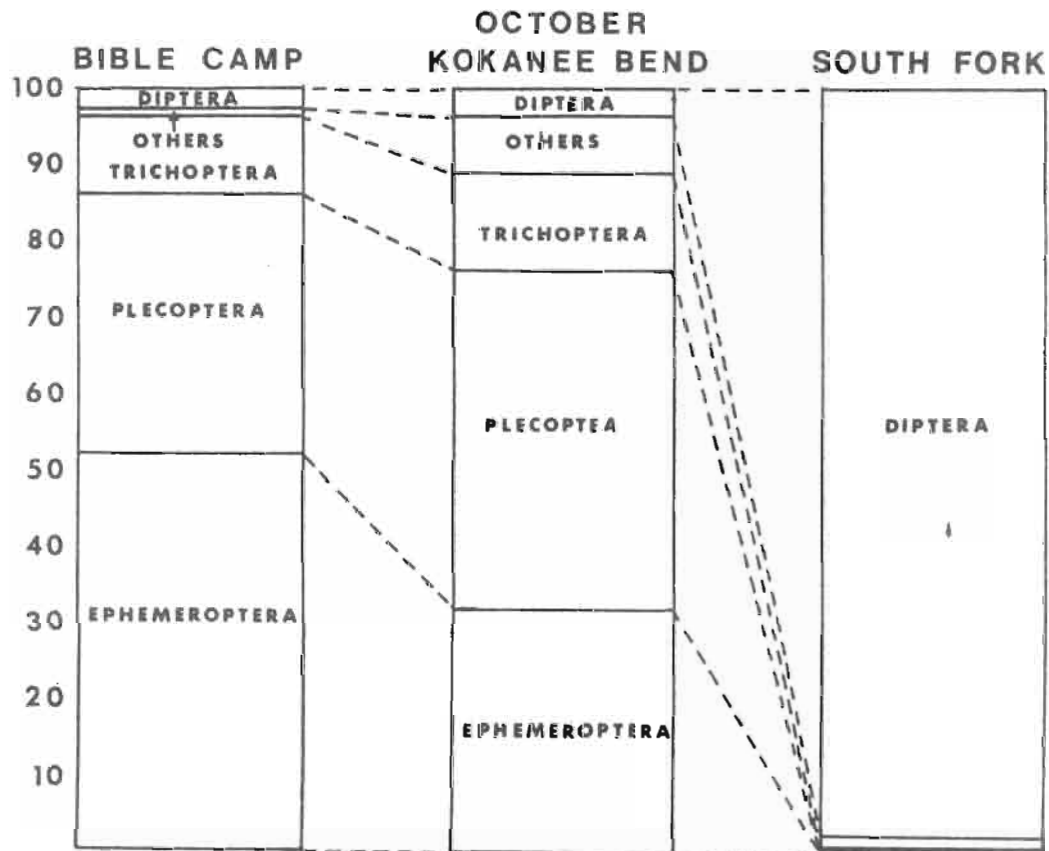 OCTOBER
BIBLE CAMP
KOKANEE BEND
SOUTH FORK
100
90
80
70
60
50
40
30
20
10
DIPTERA
OTHERS
TRICHOPTERA
PLECOPTERA
EPHEMEROPTERA
DIPTERA
OTHERS
TRICHOPTERA
PLECOPTEA
EPHEMEROPTERA
DIPTERA